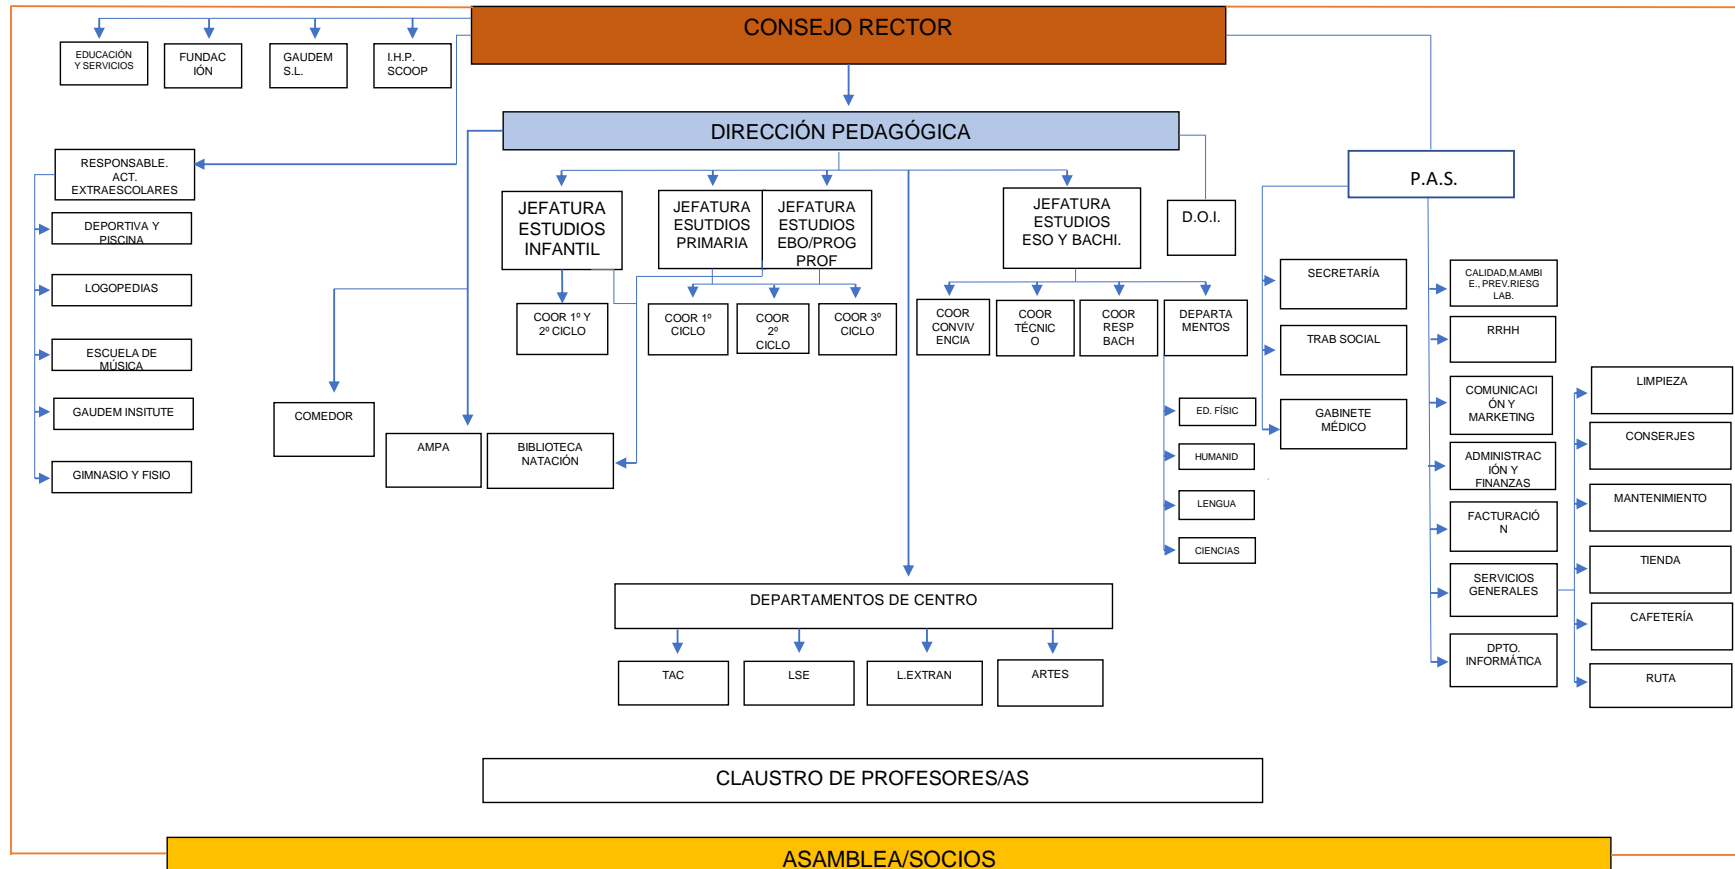 CONSEJO RECTOR
EDUCACIÓN
Y SERVICIOS
FUNDAC
IÓN
GAUDEM
S.L.
I.H.P.
SCOOP
DIRECCIÓN PEDAGÓGICA
RESPONSABLE.
ACT.
EXTRAESCOLARES
P.A.S.
DEPORTIVA Y
PISCINA
LOGOPEDIAS
ESCUELA DE
MÚSICA
GAUDEM INSITUTE
GIMNASIO Y FISIO
JEFATURA
ESTUDIOS
INFANTIL
JEFATURA
ESUTDIOS
PRIMARIA
JEFATURA
ESTUDIOS
EBO/PROG
PROF
JEFATURA
ESTUDIOS
ESO Y BACHI.
D.O.I.
COOR 1º Y
2º CICLO
COOR 1º
CICLO
COOR
2º
CICLO
COOR 3º
CICLO
COOR
CONVIV
ENCIA
COOR
TÉCNIC
O
COOR
RESP
BACH
DEPARTA
MENTOS
COMEDOR
AMPA
BIBLIOTECA
NATACIÓN
ED. FÍSIC
HUMANID
LENGUA
CIENCIAS
SECRETARÍA
TRAB SOCIAL
GABINETE
MÉDICO
CALIDAD,M.AMBI
E., PREV.RIESG
LAB.
RRHH
COMUNICACI
ÓN Y
MARKETING
ADMINISTRAC
IÓN Y
FINANZAS
FACTURACIÓ
N
SERVICIOS
GENERALES
DPTO.
INFORMÁTICA
LIMPIEZA
CONSERJES
MANTENIMIENTO
TIENDA
CAFETERÍA
RUTA
DEPARTAMENTOS DE CENTRO
TAC
LSE
L.EXTRAN
ARTES
CLAUSTRO DE PROFESORES/AS
ASAMBLEA/SOCIOS